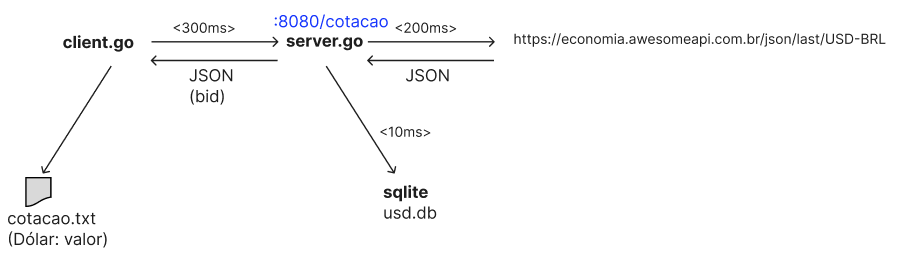 :8080/cotacao
client.go
<300ms>
server.go
<200ms>
https://economia.awesomeapi.com.br/json/last/USD-BRL
JSON
(bid)
JSON
<10ms>
sqlite
usd.db
cotacao.txt
(Dólar: valor)